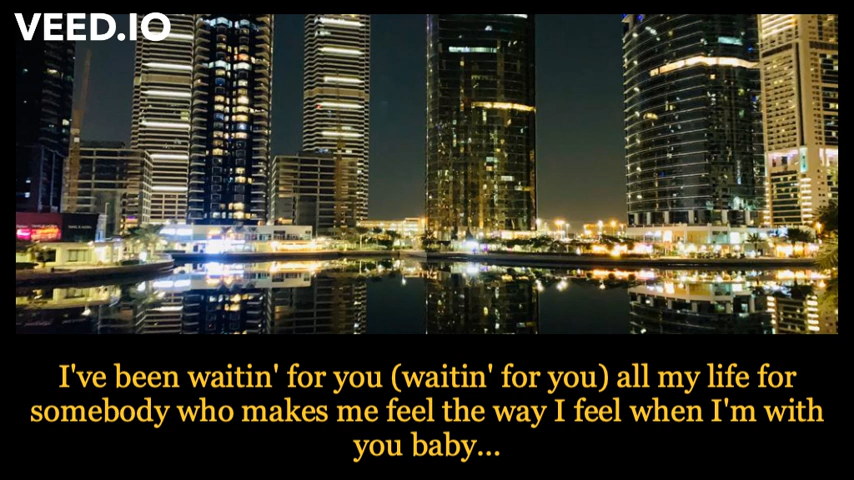 VEED.IO
I've been waitin' for you (waitin' for you) all my life for
somebody who makes me feel the way I feel when I'm with
you baby...